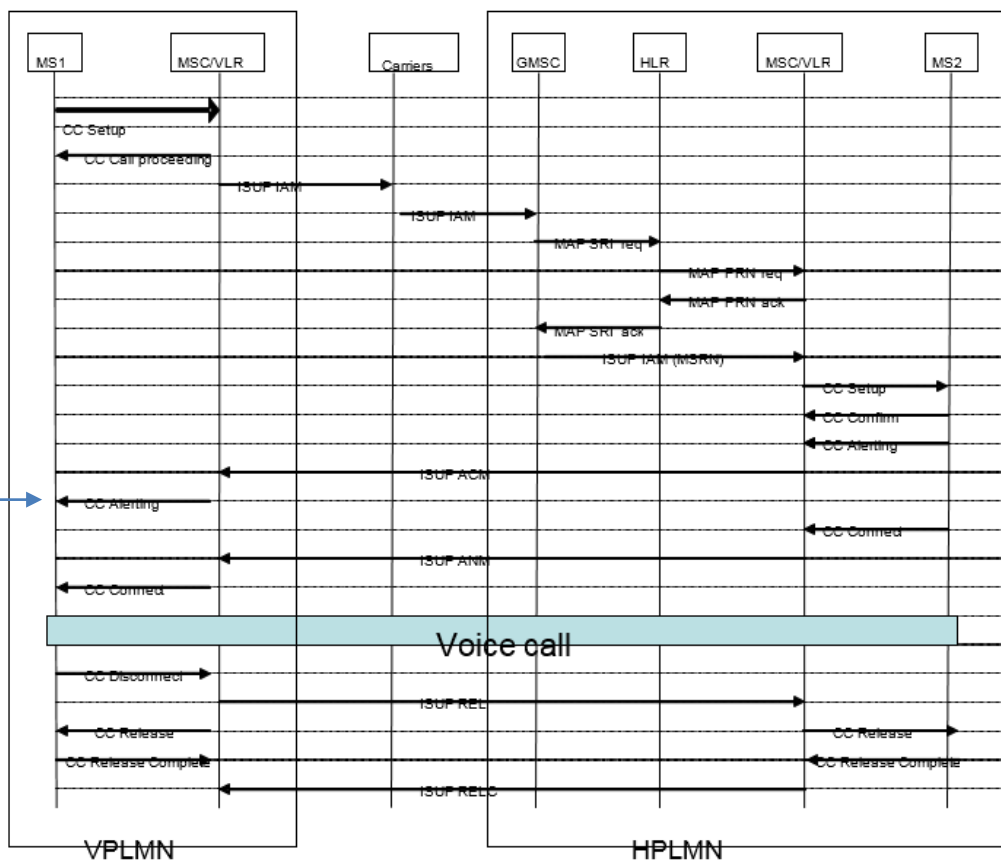 MS1
MSC/VLR
Carriers
GMSC
HLR
MSC/VLR
MS2
CC Setup
CC Call proceeding
ISUP IAM
ISUP IAM
MAP SRI req
MAP PRN req
MAP PRN ack
MAP SRI ack
ISUP IAM (MSRN)
CC Setup
CC Confirm
CC Alerting
ISUP ACM
CC Alerting
CC Connect
ISUP ANM
CC Connect
Voice call
CC Disconnect
ISUP REL
CC Release
CC Release
CC Release Complete
CC Release Complete
ISUP RELC
VPLMN
HPLMN